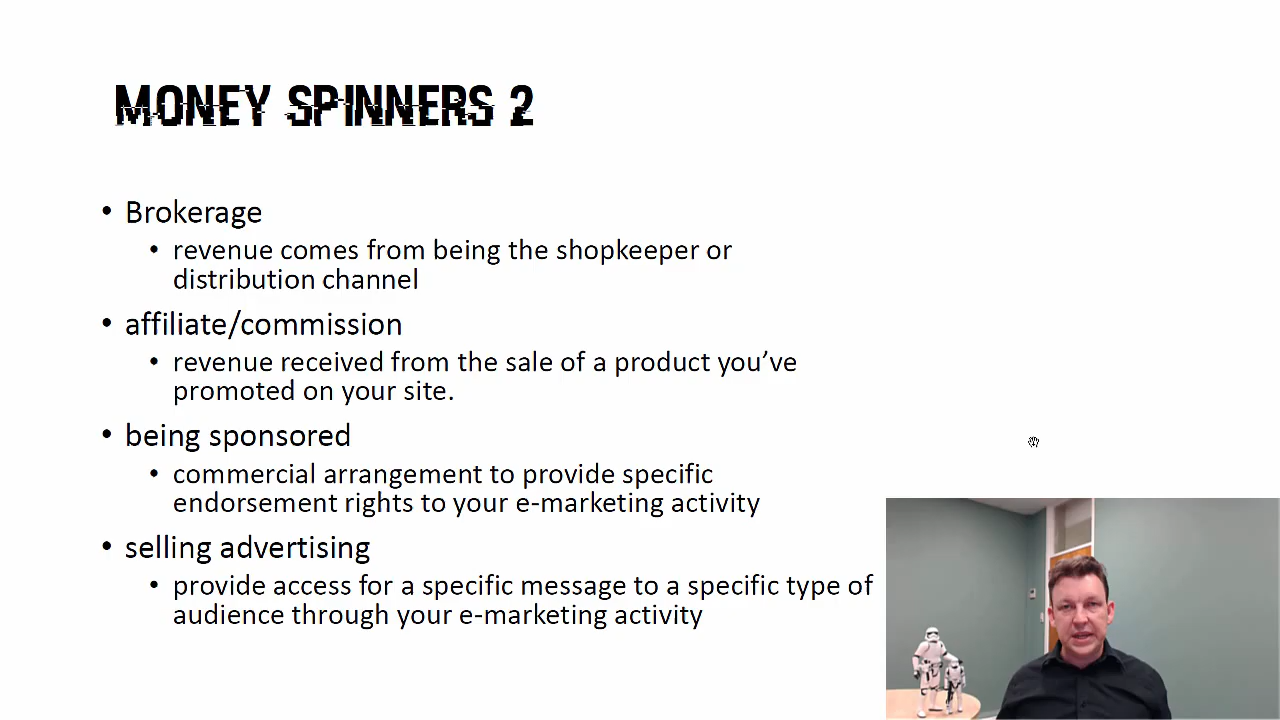 MONEY SPINNERS 2
• Brokerage
• revenue comes from being the shopkeeper or
distribution channel
• affiliate/commission
• revenue received from the sale of a product you’ve
promoted on your site.
• being sponsored
• commercial arrangement to provide specific
endorsement rights to your e-marketing activity
• selling advertising
• provide access for a specific message to a specific type of
audience through your e-marketing activity